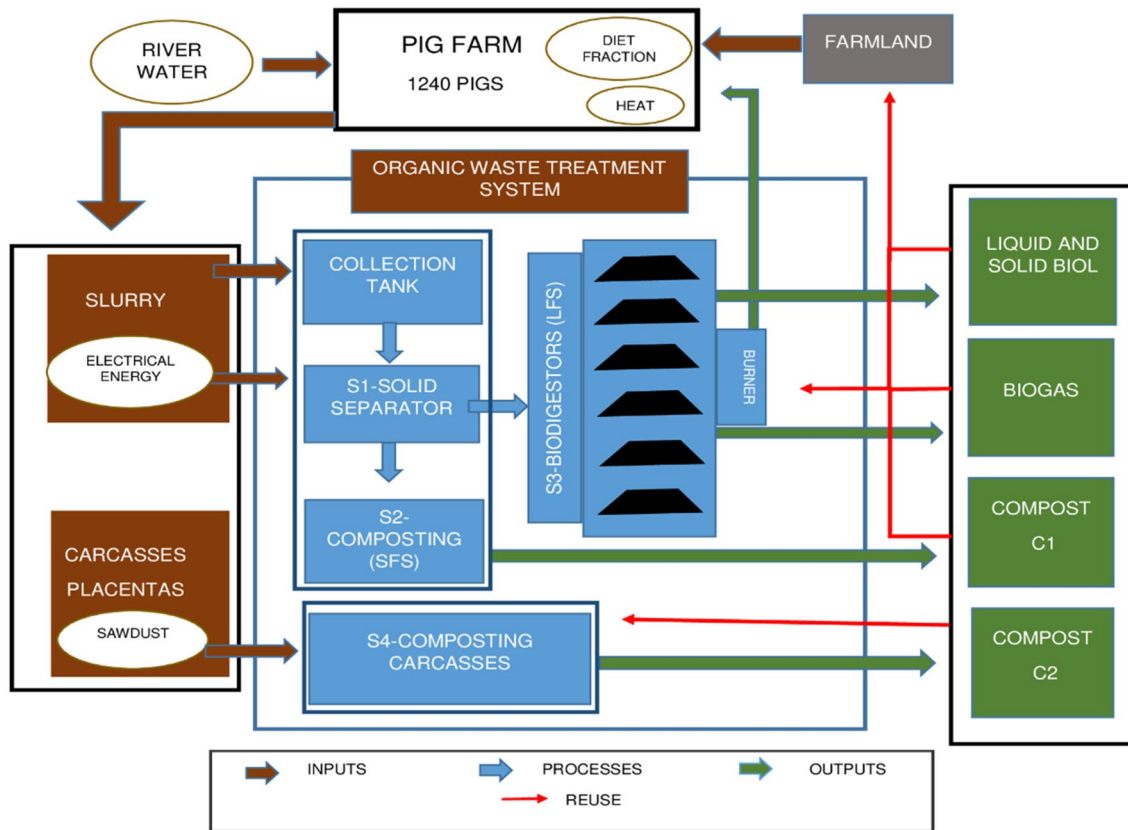 RIVER
WATER
PIG FARM
1240 PIGS
DIET
FRACTION
HEAT
FARMLAND
ORGANIC WASTE TREATMENT
SYSTEM
SLURRY
ELECTRICAL
ENERGY
CARCASSES
PLACENTAS
SAWDUST
COLLECTION
TANK
S1-SOLID
SEPARATOR
S2-
COMPOSTING
(SFS)
S3-BIODIGESTORS (LFS)
BURNER
S4-COMPOSTING
CARCASSES
LIQUID AND
SOLID BIOL
BIOGAS
COMPOST
C1
COMPOST
C2
INPUTS
PROCESSES
OUTPUTS
REUSE